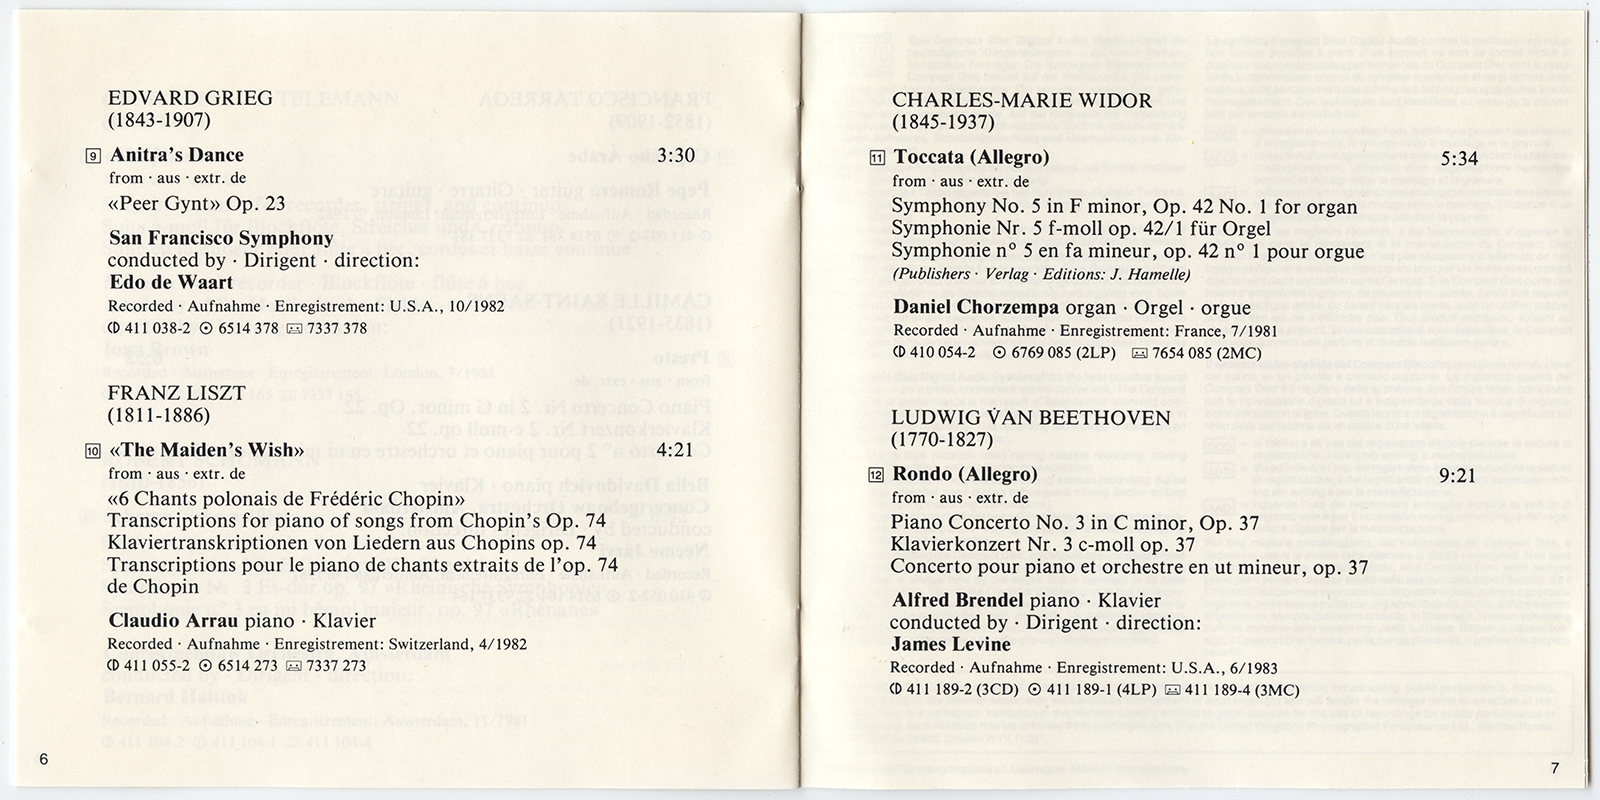 EDVARD GRIEG
(1843-1907)
9 Anitra's Dance 3:30
from · aus · extr. de
«Peer Gynt» Op. 23
San Francisco Symphony
conducted by · Dirigent · direction:
Edo de Waart
Recorded · Aufnahme · Enregistrement: U.S.A., 10/1982
411 038-2 6514 378 7337 378
FRANZ LISZT
(1811-1886)
10 «The Maiden's Wish» 4:21
from · aus · extr. de
«6 Chants polonais de Frédéric Chopin»
Transcriptions for piano of songs from Chopin's Op. 74
Klaviertranskriptionen von Liedern aus Chopins op. 74
Transcriptions pour le piano de chants extraits de l'op. 74
de Chopin
Claudio Arrau piano · Klavier
Recorded · Aufnahme · Enregistrement: Switzerland, 4/1982
411 055-2 6514 273 7337 273
6
CHARLES-MARIE WIDOR
(1845-1937)
11 Toccata (Allegro) 5:34
from · aus · extr. de
Symphony No. 5 in F minor, Op. 42 No. 1 for organ
Symphonie Nr. 5 f-moll op. 42/1 für Orgel
Symphonie n° 5 en fa mineur, op. 42 n° 1 pour orgue
(Publishers · Verlag · Editions: J. Hamelle)
Daniel Chorzempa organ · Orgel · orgue
Recorded · Aufnahme · Enregistrement: France, 7/1981
410 054-2 6769 085 (2LP) 7654 085 (2MC)
LUDWIG VAN BEETHOVEN
(1770-1827)
12 Rondo (Allegro) 9:21
from · aus · extr. de
Piano Concerto No. 3 in C minor, Op. 37
Klavierkonzert Nr. 3 c-moll op. 37
Concerto pour piano et orchestre en ut mineur, op. 37
Alfred Brendel piano · Klavier
conducted by · Dirigent · direction:
James Levine
Recorded · Aufnahme · Enregistrement: U.S.A., 6/1983
411 189-2 (3CD) 411 189-1 (4LP) 411 189-4 (3MC)
7